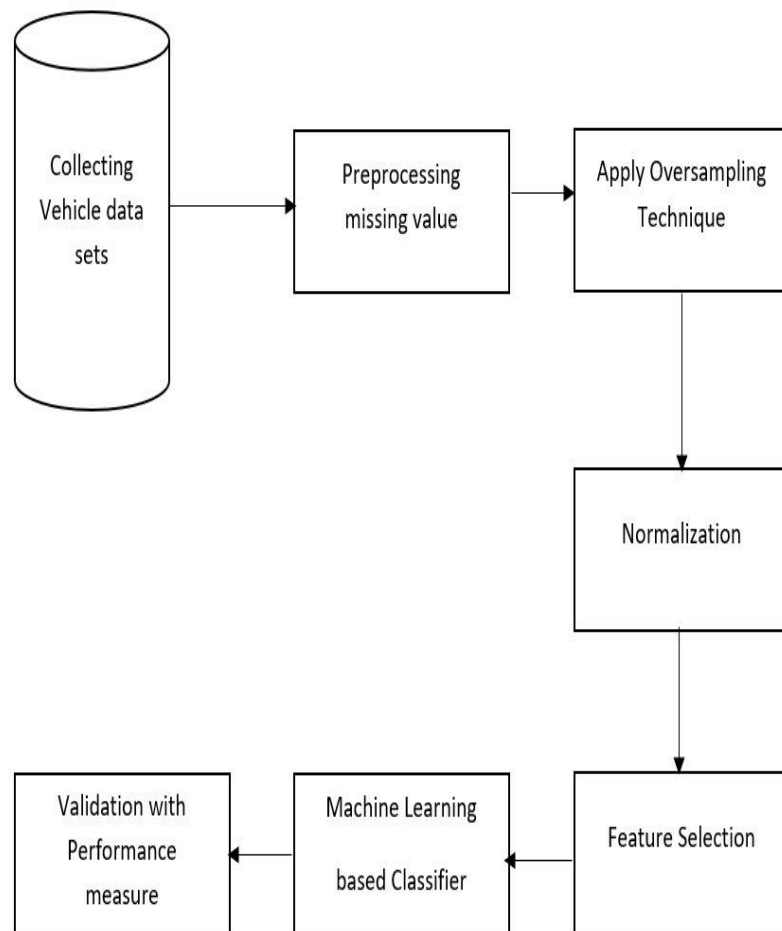 Collecting
Vehicle data
sets
Preprocessing
missing value
Apply Oversampling
Technique
Normalization
Feature Selection
Machine Learning
based Classifier
Validation with
Performance
measure